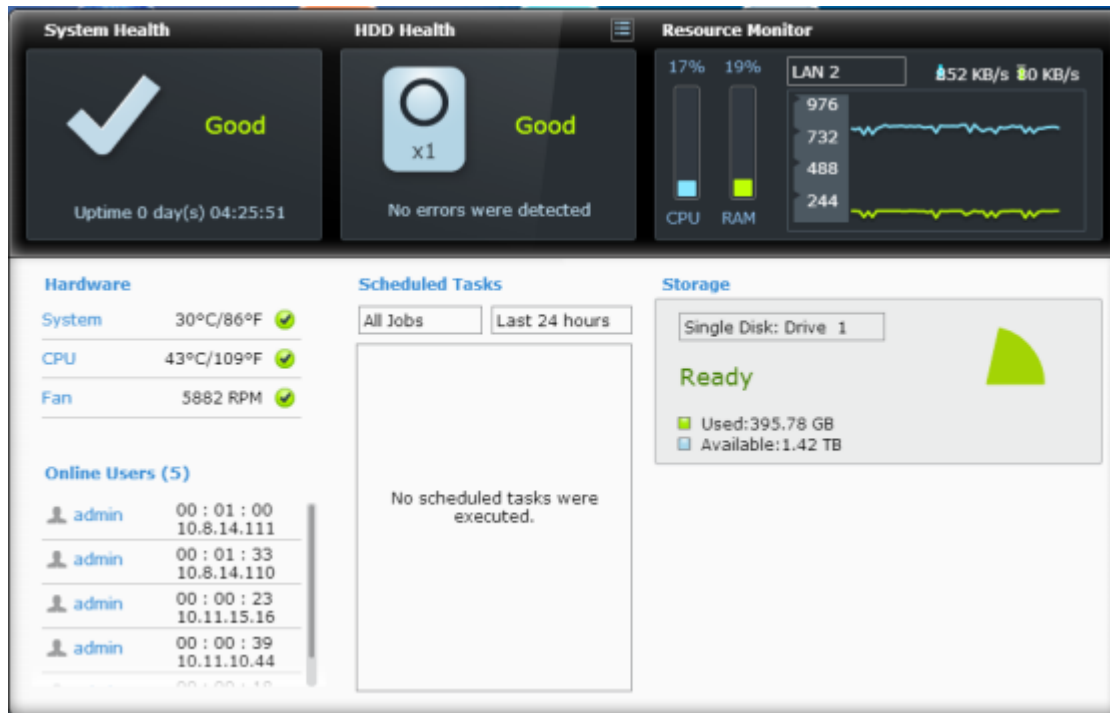 System Health
Good
Uptime 0 day(s) 04:25:51
HDD Health
x1
Good
No errors were detected
Resource Monitor
17% 19%
CPU RAM
LAN 2
852 KB/s 80 KB/s
976
732
488
244
Hardware
System 30°C/86°F
CPU 43°C/109°F
Fan 5882 RPM
Online Users (5)
admin 00 : 01 : 00
10.8.14.111
admin 00 : 01 : 33
10.8.14.110
admin 00 : 00 : 23
10.11.15.16
admin 00 : 00 : 39
10.11.10.44
Scheduled Tasks
All Jobs Last 24 hours
No scheduled tasks were
executed.
Storage
Single Disk: Drive 1
Ready
Used:395.78 GB
Available:1.42 TB